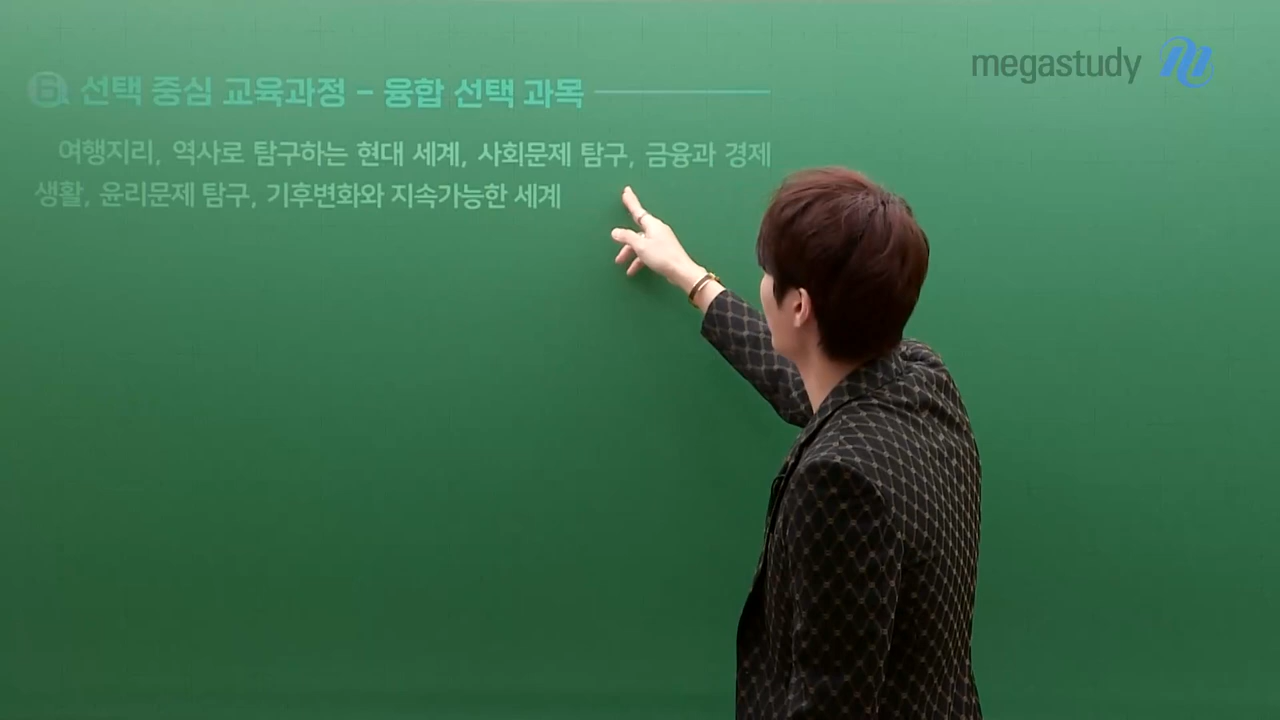 megastudy
6 선택 중심 교육과정 - 융합 선택 과목
여행지리, 역사로 탐구하는 현대 세계, 사회문제 탐구, 금융과 경제
생활, 윤리문제 탐구, 기후변화와 지속가능한 세계